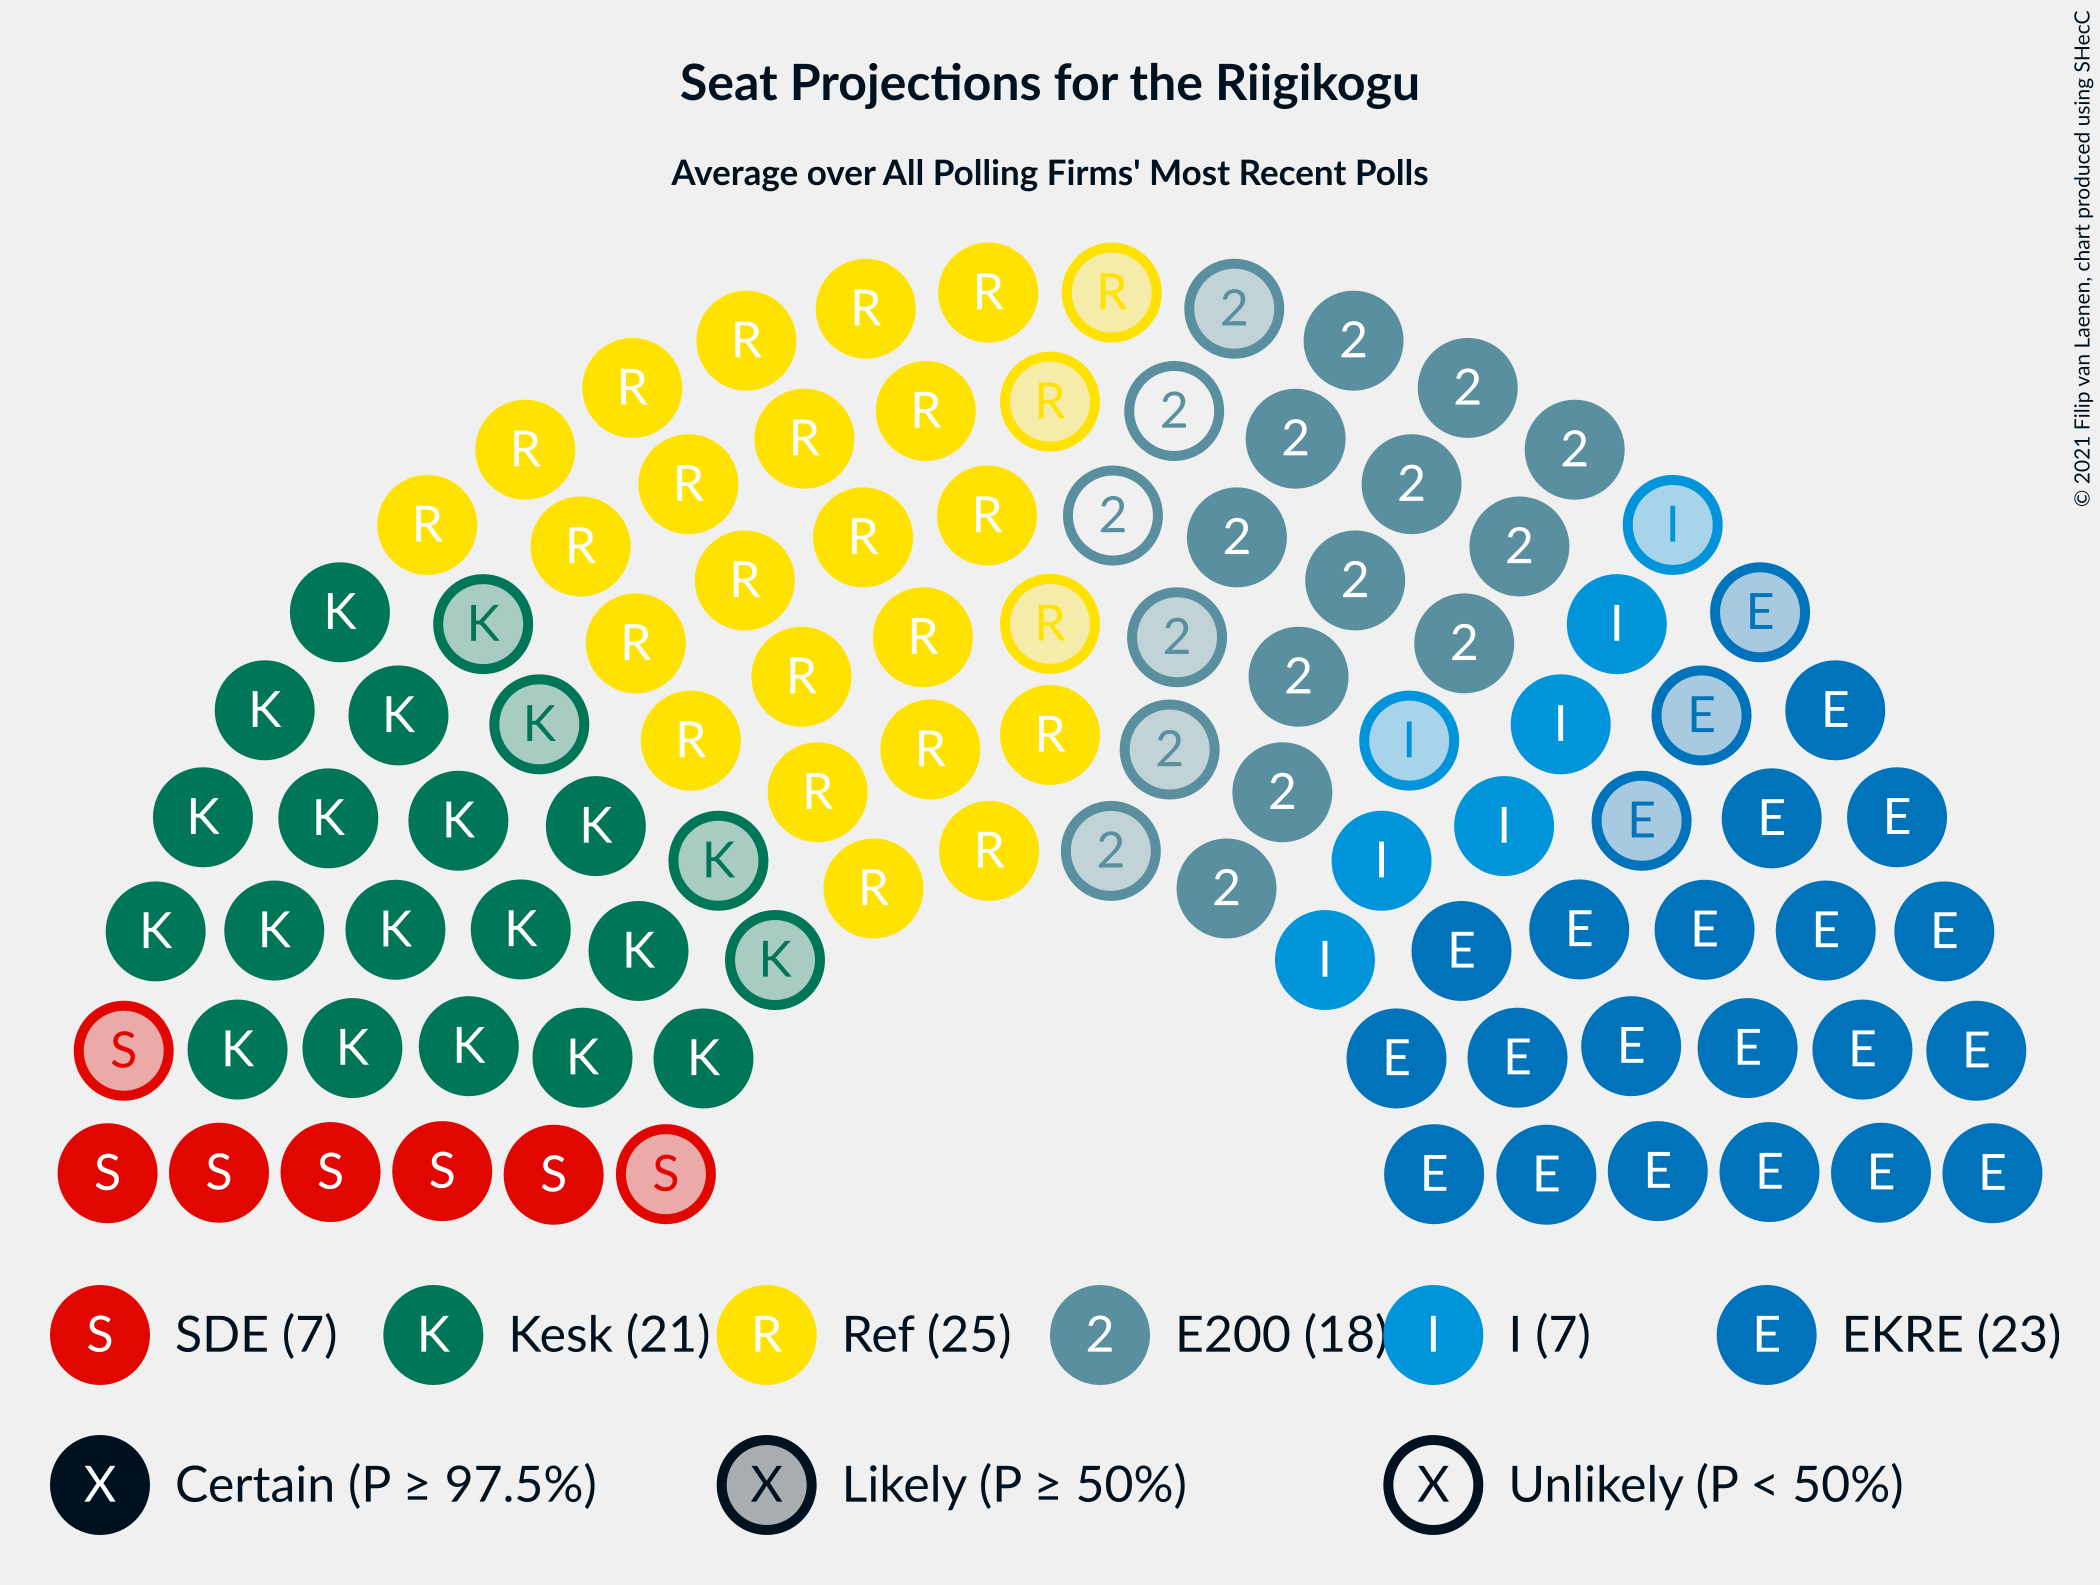 Seat Projections for the Riigikogu
Average over All Polling Firms' Most Recent Polls
© 2021 Filip van Laenen, chart produced using SHecC
R R R 2
R R 2
R R R 2 2
R R R 2 2
R R R 2 2 2
R R R 2 2 I
R R R 2 2 2
K K R R R 2 2 2 I E
K K K R R R 2 2 I I E E
K K K K R R 2 2 I I E E E
K K R R 2 2 I E
K K K K K K I E E E E E
S K K K K K E E E E E E
S S S S S S E E E E E E
S SDE (7) K Kesk (21) R Ref (25) 2 E200 (18) I I (7) E EKRE (23)
X Certain (P ≥ 97.5%) X Likely (P ≥ 50%) X Unlikely (P < 50%)